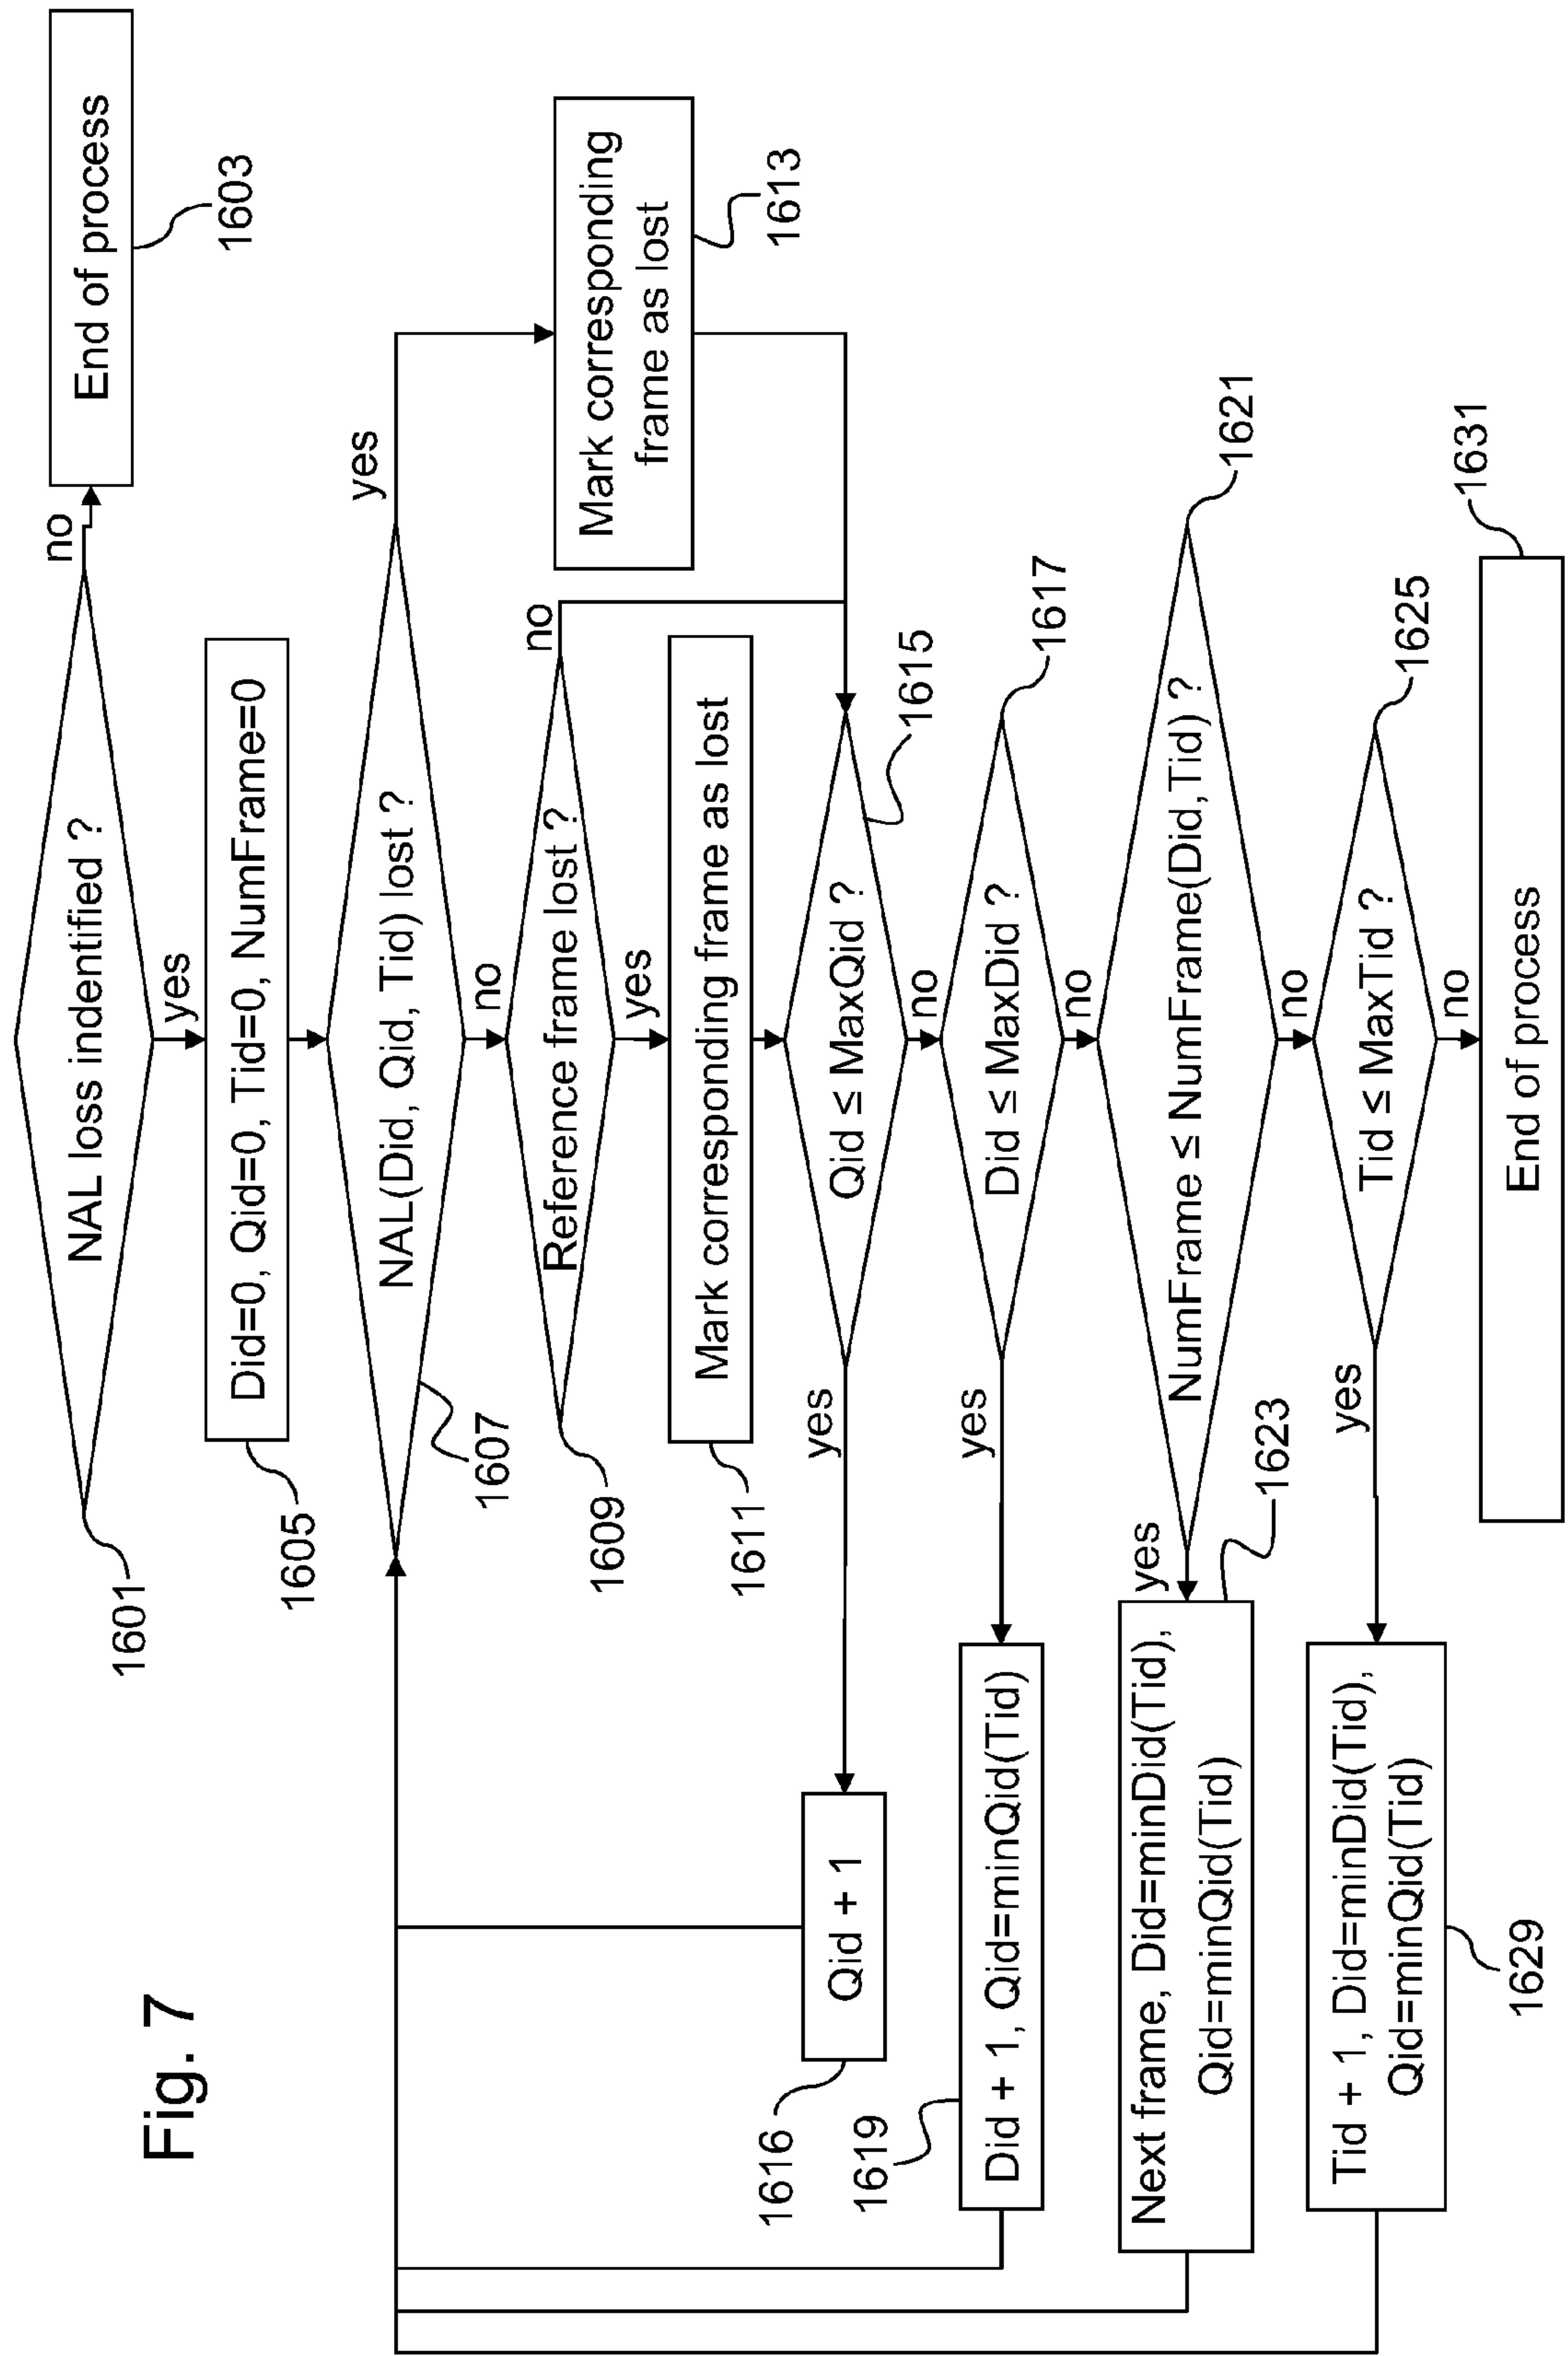 Fig. 7
NAL loss indentified ?
no
End of process
1603
1601
yes
Did=0, Qid=0, Tid=0, NumFrame=0
1605
NAL(Did, Qid, Tid) lost ?
yes
1607
no
Mark corresponding
frame as lost
1613
Reference frame lost ?
no
1609
yes
Mark corresponding frame as lost
1611
Qid ≤ MaxQid ?
1615
yes
Qid + 1
1616
no
Did ≤ MaxDid ?
1617
yes
Did + 1, Qid=minQid(Tid)
1619
no
NumFrame ≤ NumFrame(Did,Tid) ?
1621
yes
Next frame, Did=minDid(Tid),
Qid=minQid(Tid)
1623
no
Tid ≤ MaxTid ?
1625
yes
Tid + 1, Did=minDid(Tid),
Qid=minQid(Tid)
1629
no
End of process
1631